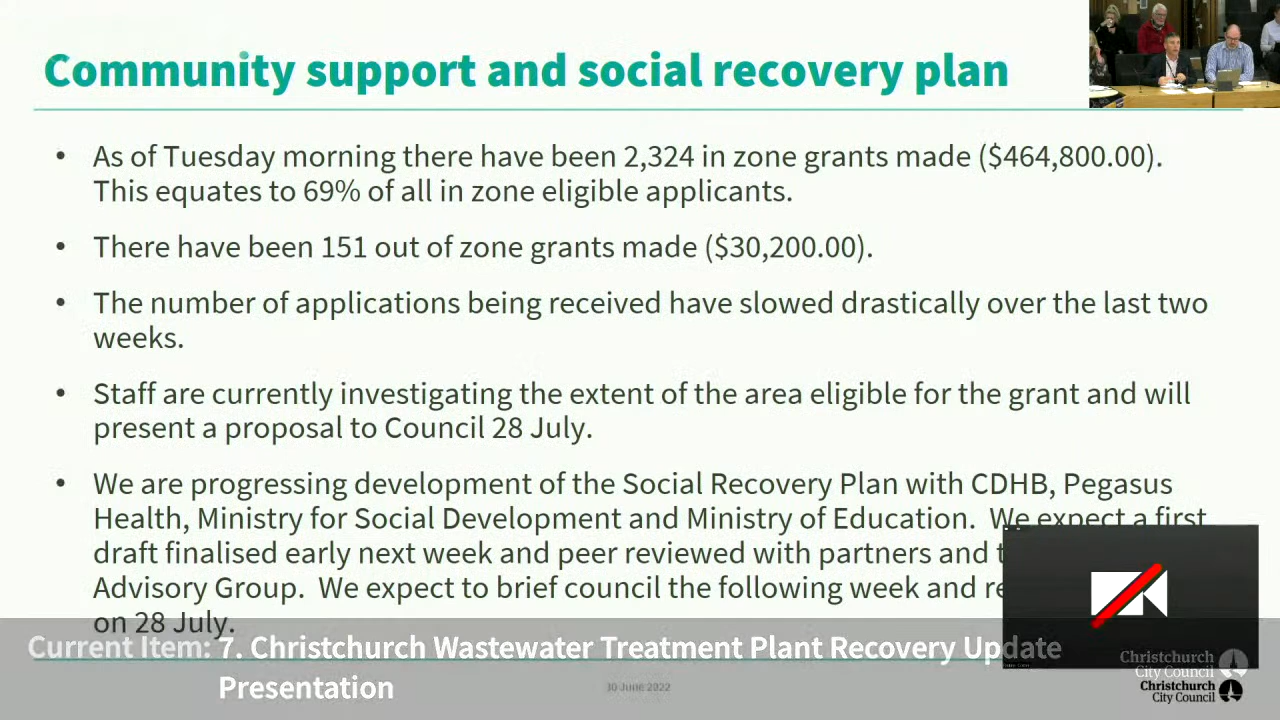 Community support and social recovery plan
• As of Tuesday morning there have been 2,324 in zone grants made ($464,800.00).
This equates to 69% of all in zone eligible applicants.
• There have been 151 out of zone grants made ($30,200.00).
• The number of applications being received have slowed drastically over the last two
weeks.
• Staff are currently investigating the extent of the area eligible for the grant and will
present a proposal to Council 28 July.
• We are progressing development of the Social Recovery Plan with CDHB, Pegasus
Health, Ministry for Social Development and Ministry of Education. We expect a first
draft finalised early next week and peer reviewed with partners and
Advisory Group. We expect to brief council the following week and
on 28 July.
Current Item: 7. Christchurch Wastewater Treatment Plant Recovery Update
Presentation
30 June 2022
Christchurch
City Council
Christchurch
City Council